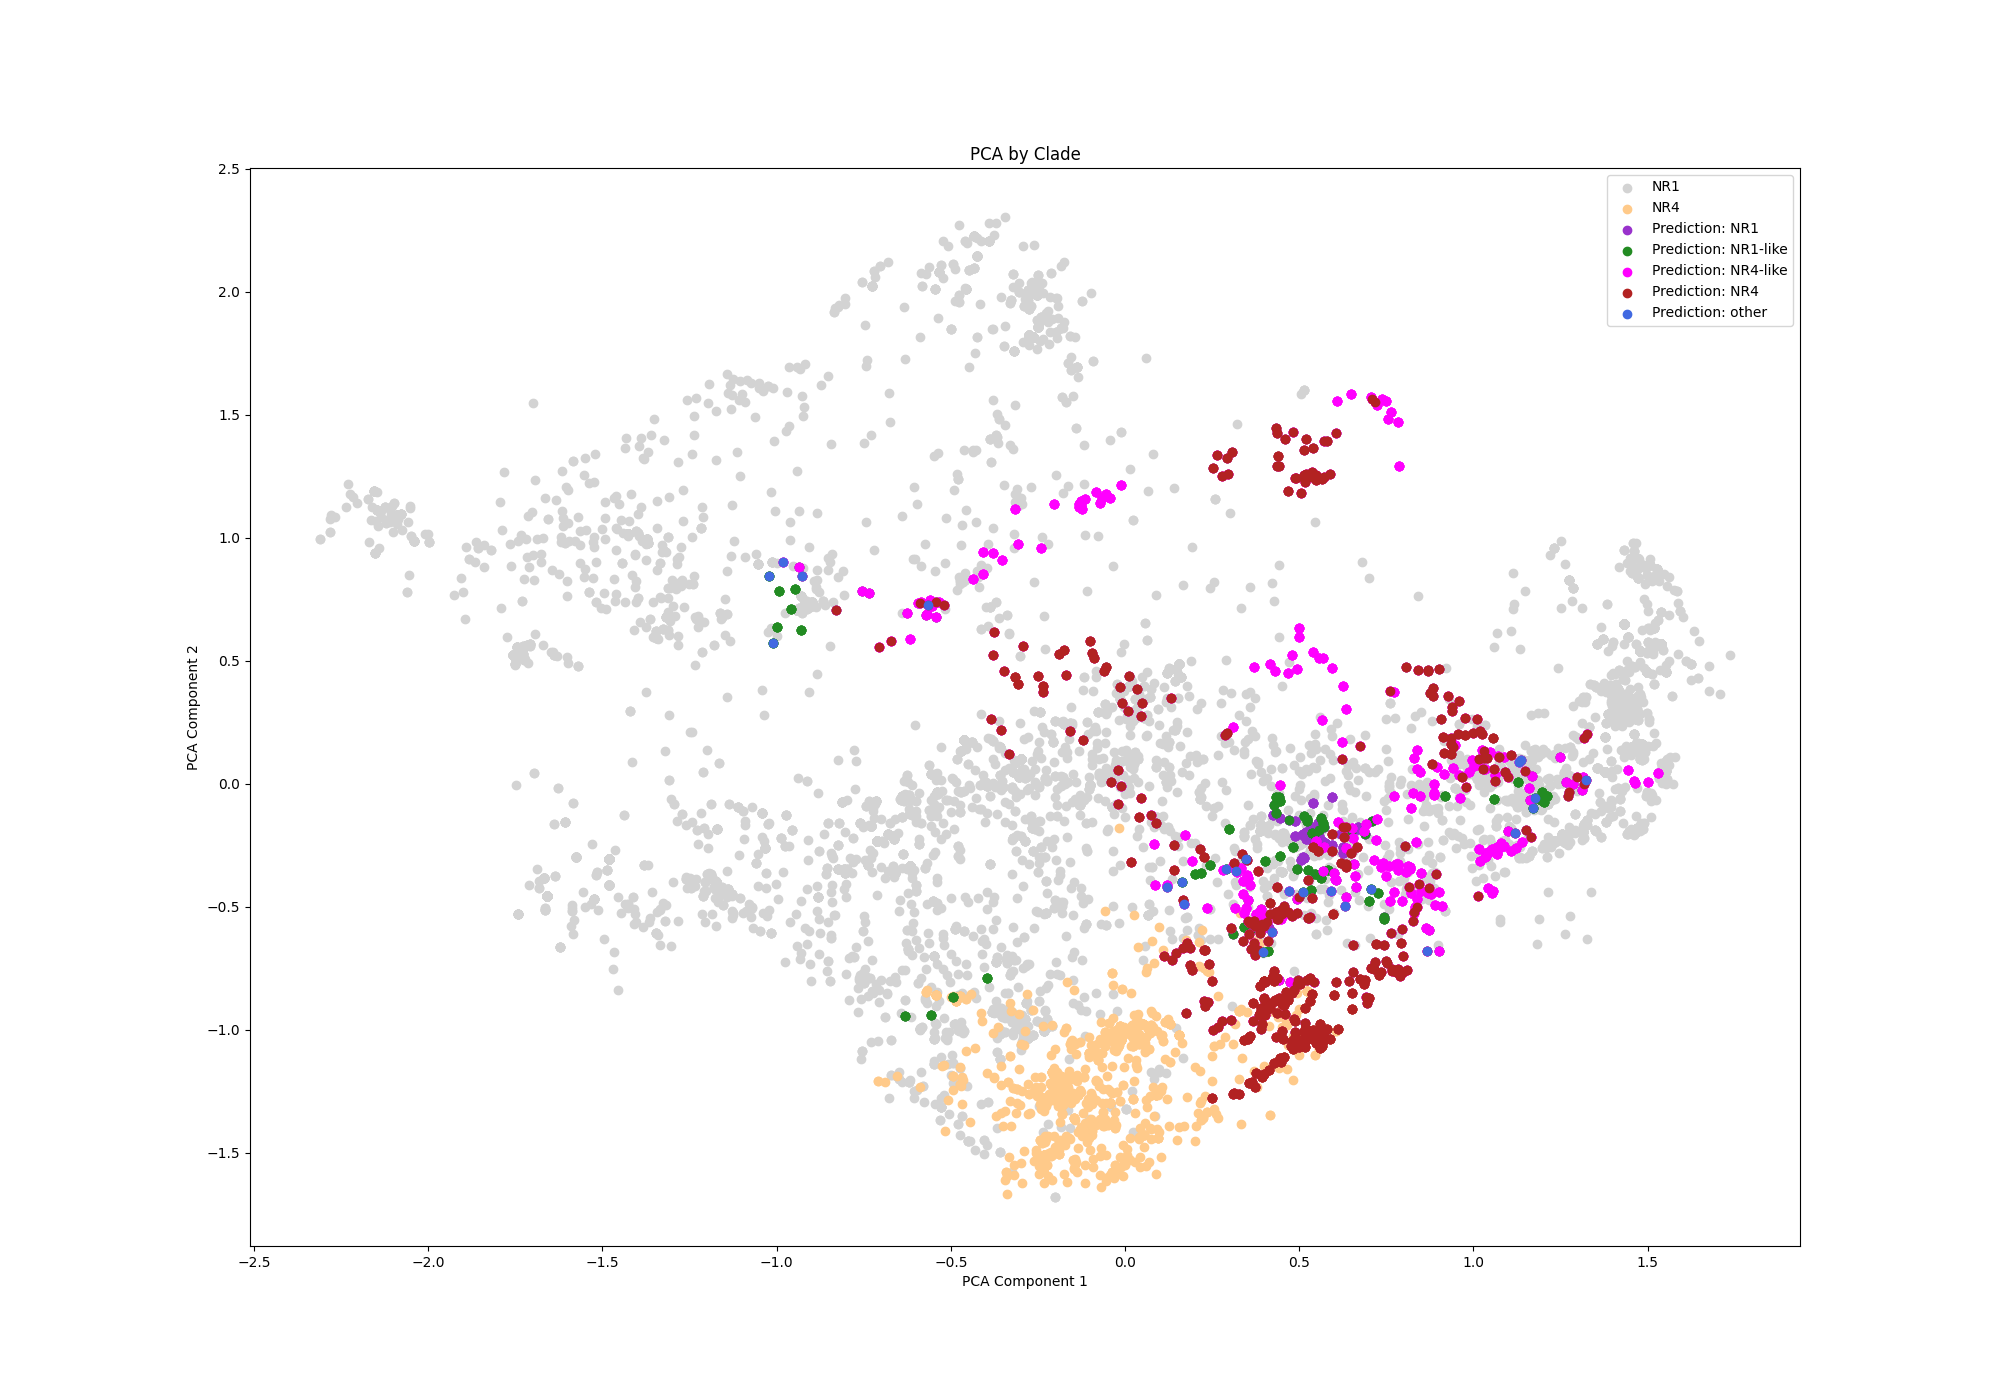 PCA by Clade
2.5
2.0
1.5
1.0
0.5
0.0
−0.5
−1.0
−1.5
PCA Component 2
NR1
NR4
Prediction: NR1
Prediction: NR1-like
Prediction: NR4-like
Prediction: NR4
Prediction: other
−2.5 −2.0 −1.5 −1.0 −0.5 0.0 0.5 1.0 1.5
PCA Component 1